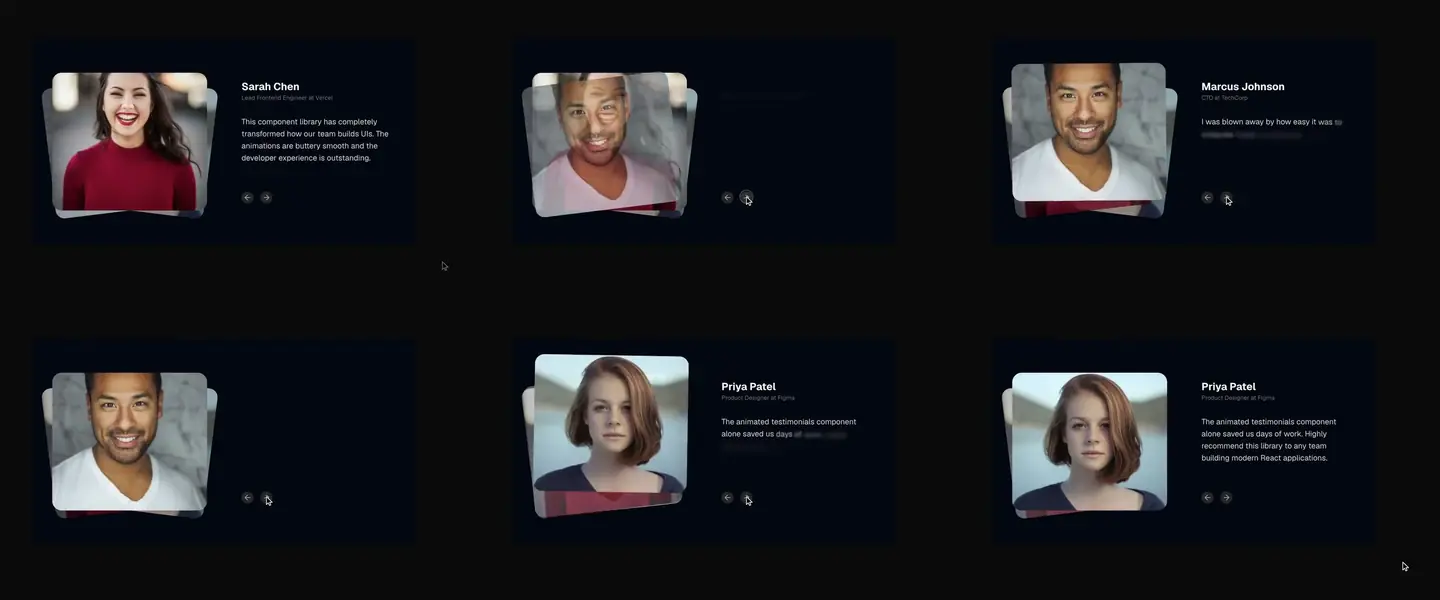 Sarah Chen
Lead Frontend Engineer at Vercel
This component library has completely
transformed how our team builds UIs. The
animations are buttery smooth and the
developer experience is outstanding.
Marcus Johnson
CTO at TechCorp
I was blown away by how easy it was to
Priya Patel
Product Designer at Figma
The animated testimonials component
alone saved us days of
Priya Patel
Product Designer at Figma
The animated testimonials component
alone saved us days of work. Highly
recommend this library to any team
building modern React applications.